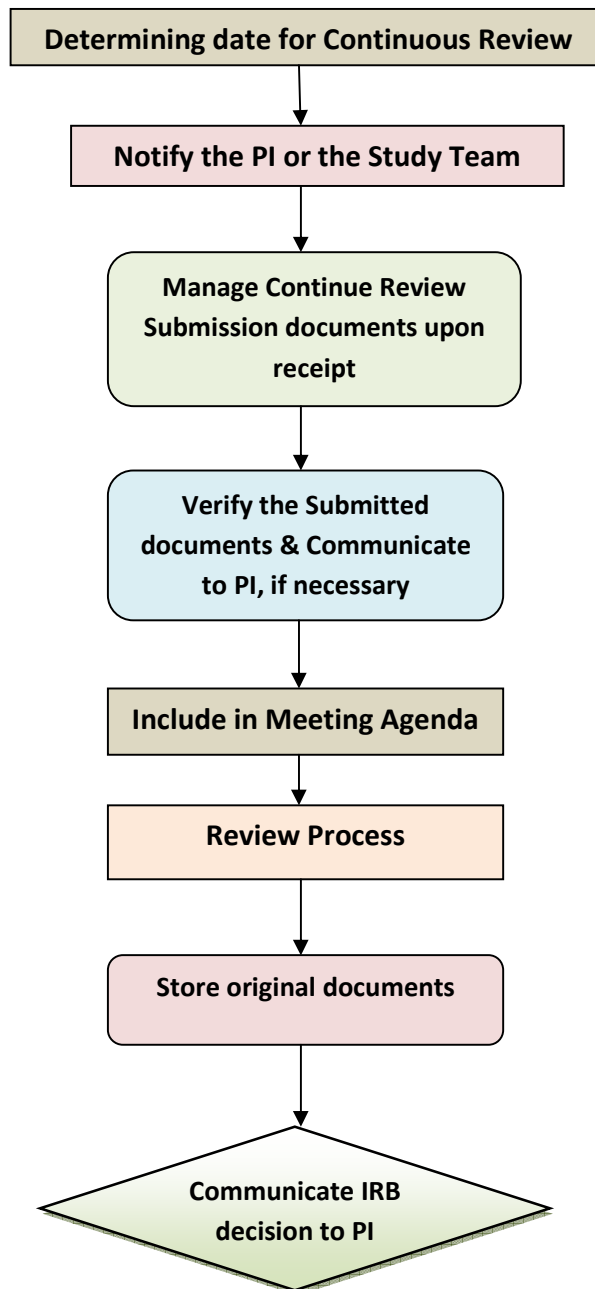 Determining date for Continuous Review
Notify the PI or the Study Team
Manage Continue Review
Submission documents upon
receipt
Verify the Submitted
documents & Communicate
to PI, if necessary
Include in Meeting Agenda
Review Process
Store original documents
Communicate IRB
decision to PI